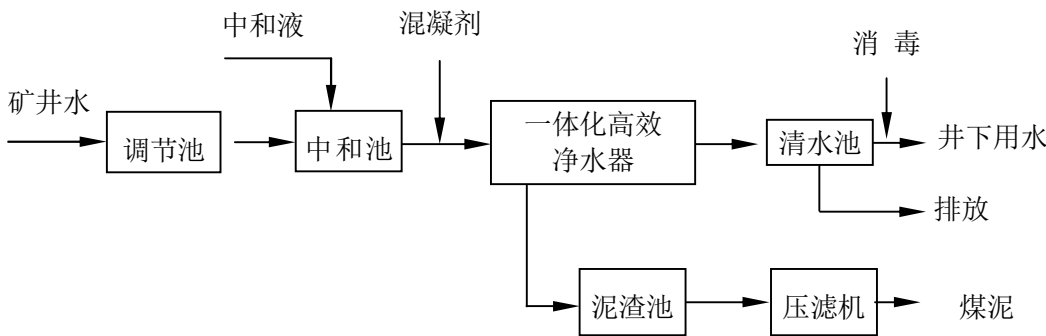 中和液
混凝剂
消 毒
矿井水
调节池
中和池
一体化高效
净水器
清水池
井下用水
排放
泥渣池
压滤机
煤泥